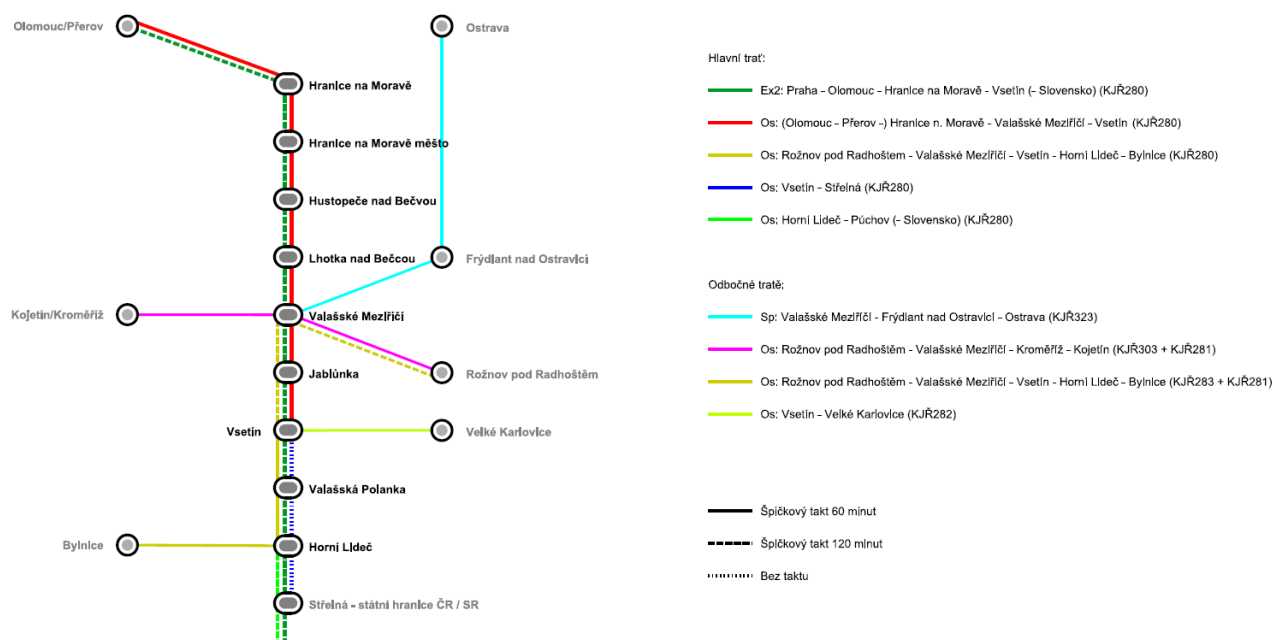 Olomouc/Přerov
Ostrava
Hranice na Moravě
Hranice na Moravě měšto
Hustopeče nad Bečvou
Lhotka nad Bečcou
Frýdlant nad Ostravicí
Kojetín/Kroměříž
Valašské Meziříčí
Jablůnka
Rožnov pod Radhoštěm
Vsetín
Velké Karlovice
Valašská Polanka
Bylnice
Horní Lideč
Střelná - státní hranice ČR / SR
Hlavní trať:
Ex2: Praha - Olomouc - Hranice na Moravě - Vsetín (- Slovensko) (KJŘ280)
Os: (Olomouc - Přerov -) Hranice n. Moravě - Valašské Meziříčí - Vsetín (KJŘ280)
Os: Rožnov pod Radhoštem - Valašské Meziříčí - Vsetín - Horní Lideč - Bylnice (KJŘ280)
Os: Vsetín - Střelná (KJŘ280)
Os: Horní Lideč - Púchov (- Slovensko) (KJŘ280)
Odbočné tratě:
Sp: Valašské Meziříčí - Frýdlant nad Ostravicí - Ostrava (KJŘ323)
Os: Rožnov pod Radhoštěm - Valašské Meziříčí - Kroměříž - Kojetín (KJŘ303 + KJŘ281)
Os: Rožnov pod Radhoštěm - Valašské Meziříčí - Vsetín - Horní Lideč - Bylnice (KJŘ283 + KJŘ281)
Os: Vsetín - Velké Karlovice (KJŘ282)
Špičkový takt 60 minut
Špičkový takt 120 minut
Bez taktu